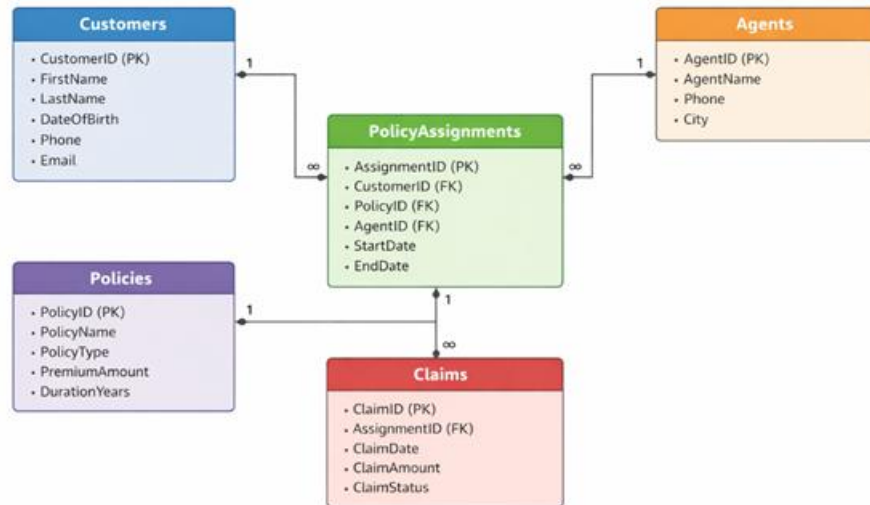 Customers
• CustomerID (PK)
• FirstName
• LastName
• DateOfBirth
• Phone
• Email
1
∞
Agents
• AgentID (PK)
• AgentName
• Phone
• City
1
∞
PolicyAssignments
• AssignmentID (PK)
• CustomerID (FK)
• PolicyID (FK)
• AgentID (FK)
• StartDate
• EndDate
1
Policies
• PolicyID (PK)
• PolicyName
• PolicyType
• PremiumAmount
• DurationYears
1
∞
Claims
• ClaimID (PK)
• AssignmentID (FK)
• ClaimDate
• ClaimAmount
• ClaimStatus